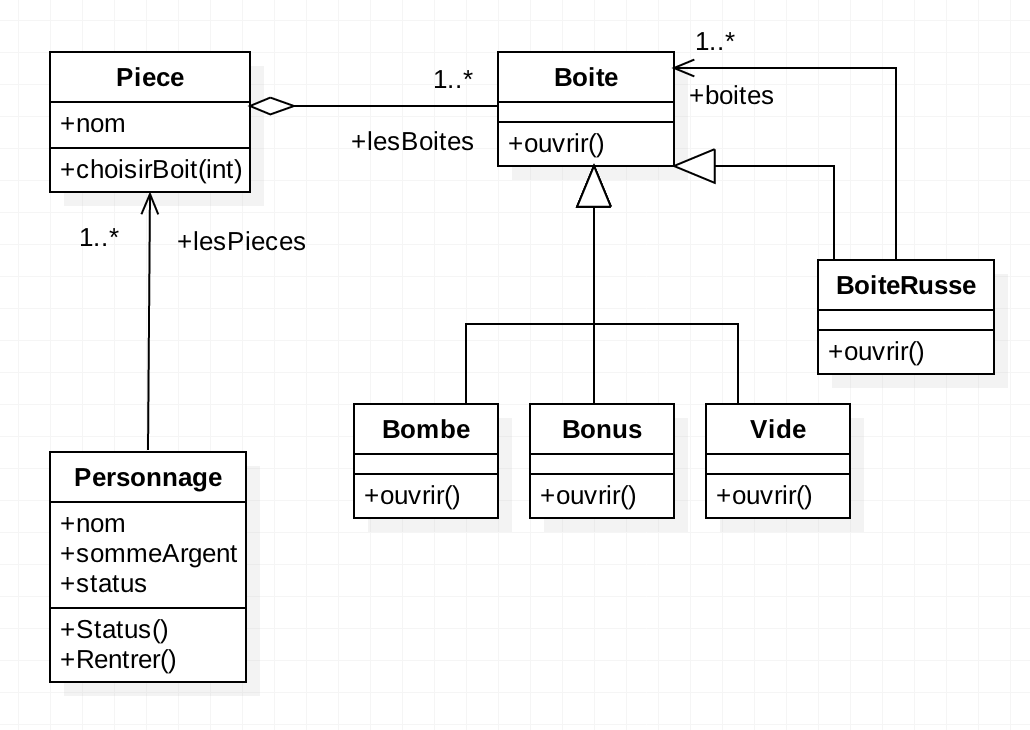 Piece
+nom
+choisirBoit(int)
1..*
+lesBoites
Boite
+ouvrir()
1..*
+boites
1..*
+lesPieces
BoiteRusse
+ouvrir()
Bombe
+ouvrir()
Bonus
+ouvrir()
Vide
+ouvrir()
Personnage
+nom
+sommeArgent
+status
+Status()
+Rentrer()